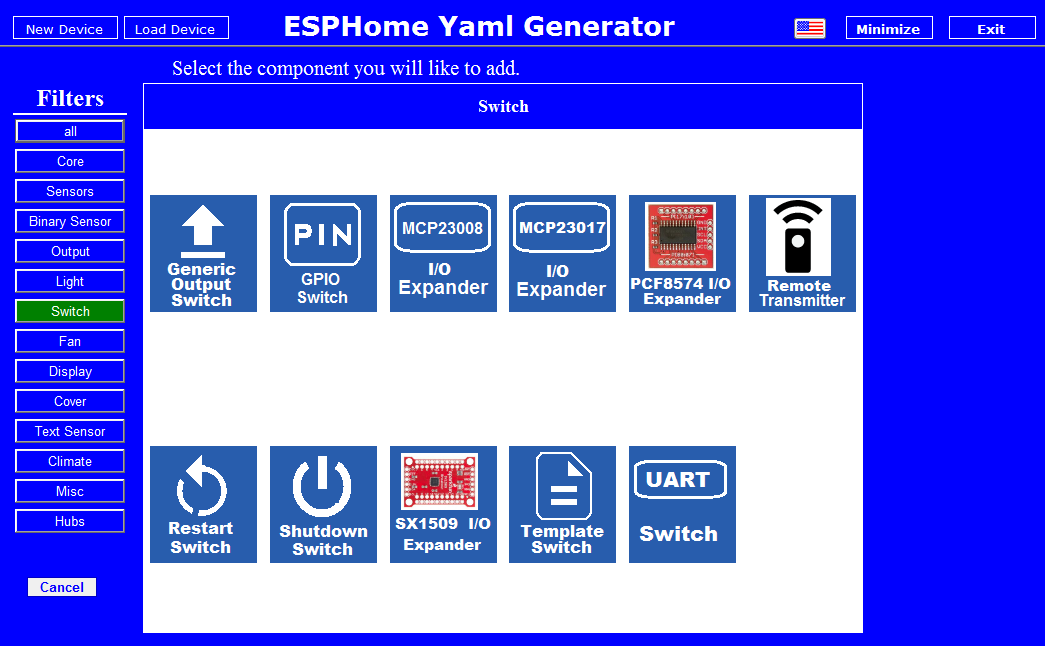 New Device
Load Device
ESPHome Yaml Generator
Minimize
Exit
Select the component you will like to add.
Filters
all
Core
Sensors
Binary Sensor
Output
Light
Switch
Fan
Display
Cover
Text Sensor
Climate
Misc
Hubs
Cancel
Switch
Generic
Output
Switch
PIN
GPIO
Switch
MCP23008
I/O
Expander
MCP23017
I/O
Expander
PCF8574 I/O
Expander
Remote
Transmitter
Restart
Switch
Shutdown
Switch
SX1509 I/O
Expander
Template
Switch
UART
Switch